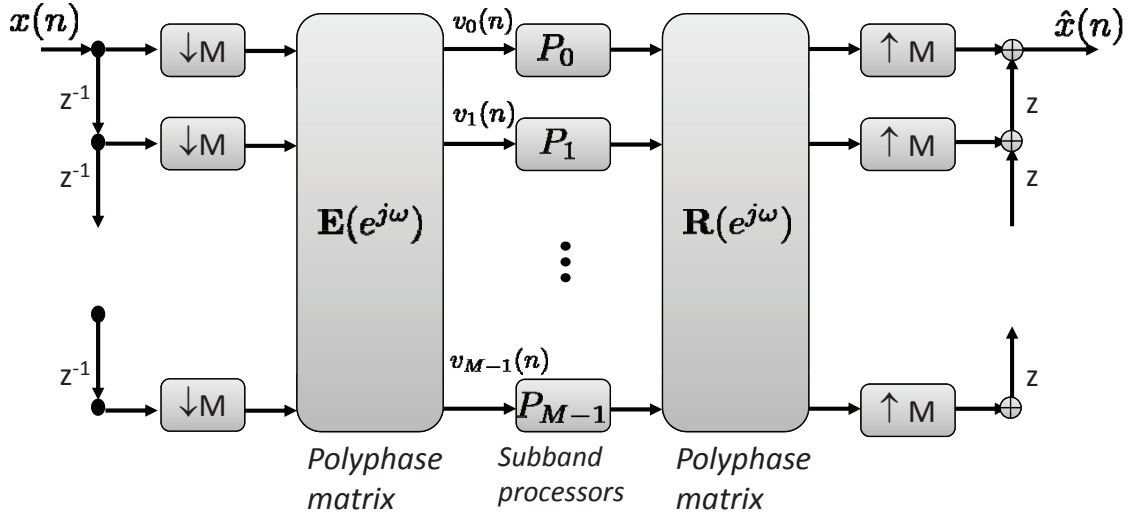 x(n)
x̂(n)
↓M
v₀(n)
P₀
↑ M
z⁻¹
z
↓M
v₁(n)
P₁
↑ M
z⁻¹
z
E(e^{jω})
R(e^{jω})
z⁻¹
z
↓M
v_{M−1}(n)
P_{M−1}
↑ M
Polyphase
matrix
Subband
processors
Polyphase
matrix